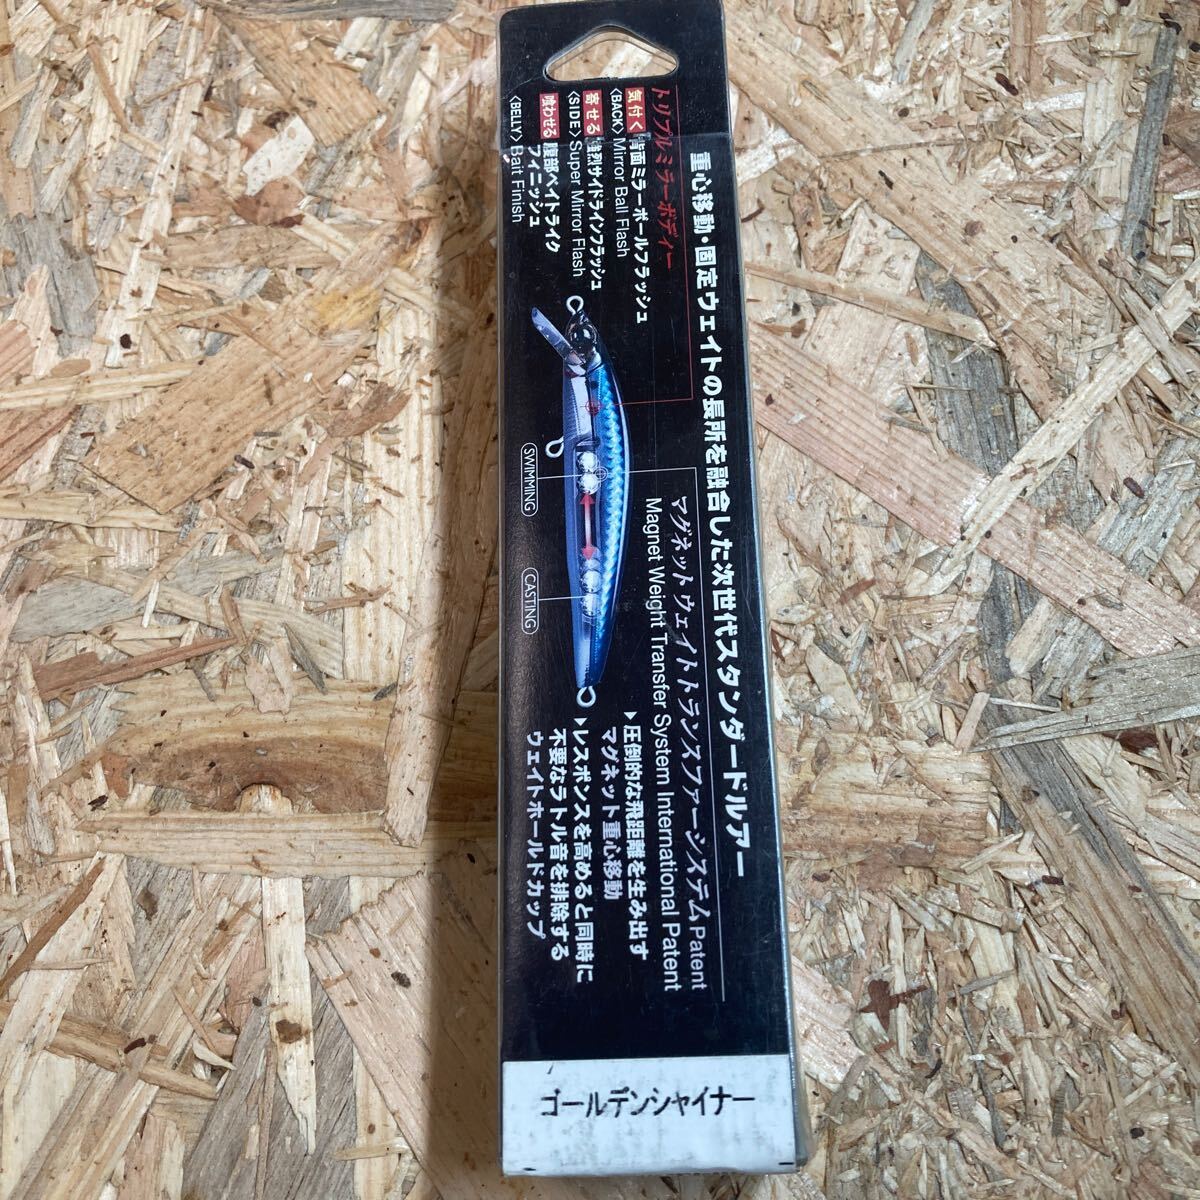 重心移動・固定ウェイトの長所を融合した次世代スタンダードルアー
トリプルミラーボディー
気付く 背面ミラーボールフラッシュ
〈BACK〉 Mirror Ball Flash
寄せる 強烈サイドラインフラッシュ
〈SIDE〉 Super Mirror Flash
喰わせる 腹部ベイトライク
フィニッシュ
〈BELLY〉 Bait Finish
SWIMMING
CASTING
マグネットウェイトトランスファーシステム Patent
Magnet Weight Transfer System International Patent
▶圧倒的な飛距離を生み出す
マグネット重心移動
▶レスポンスを高めると同時に
不要なラトル音を排除する
ウェイトホールドカップ
ゴールデンシャイナー